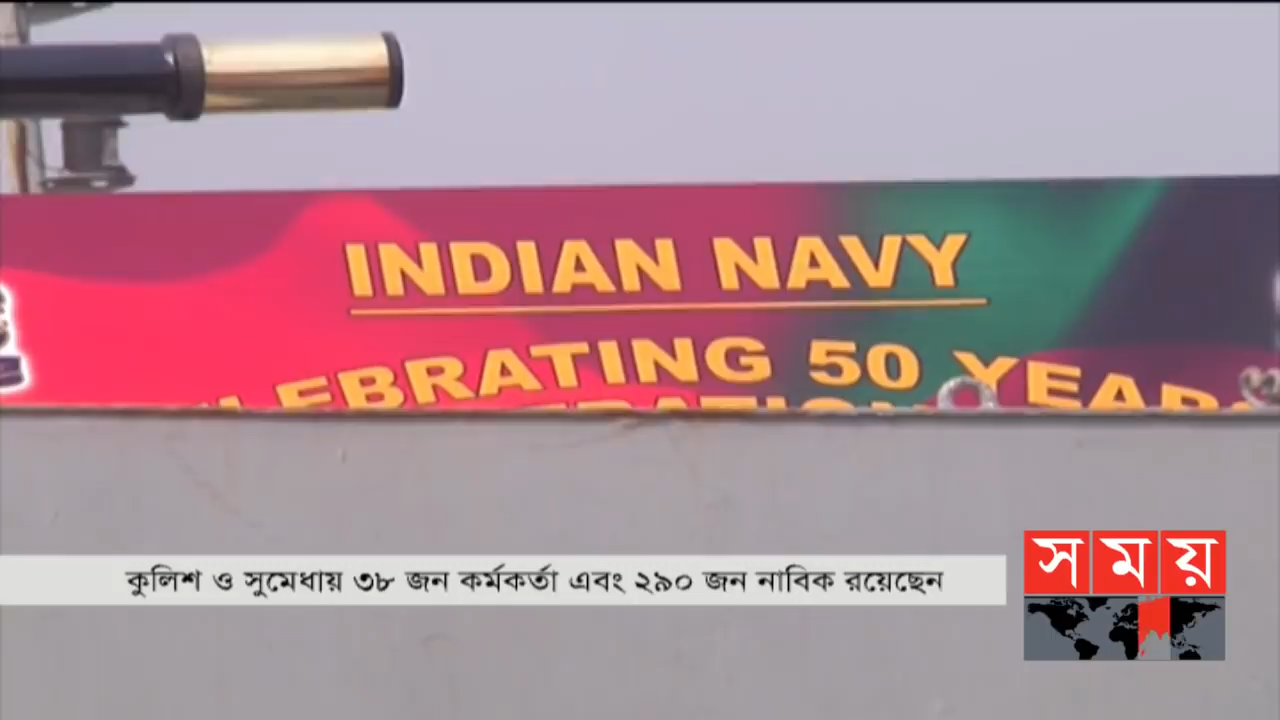 INDIAN NAVY
CELEBRATING 50 YEARS
কুলিশ ও সুমেধায় ৩৮ জন কর্মকর্তা এবং ২৯০ জন নাবিক রয়েছেন
সময়